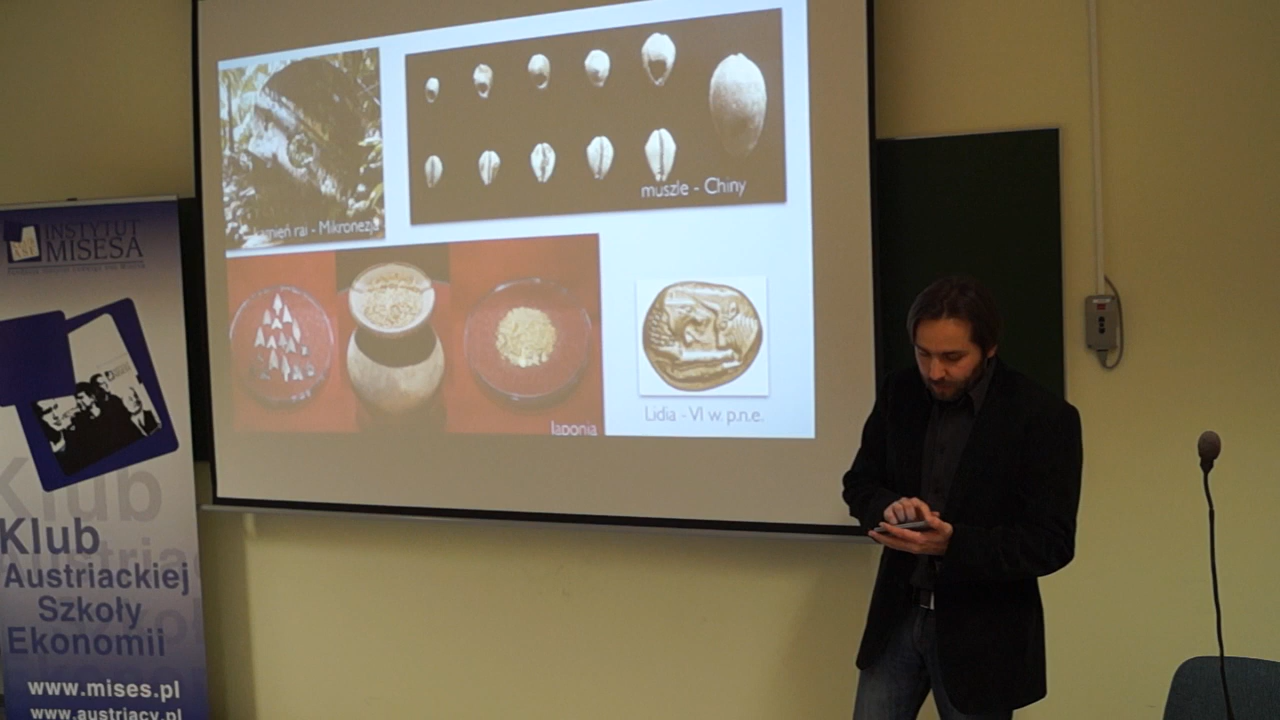 INSTYTUT
MISESA
Klub
Klub
Austriackiej
Szkoły
Ekonomii
www.mises.pl
www.austriacy.pl
kamień rai - Mikronezja
muszle - Chiny
Japonia
Lidia - VI w. p.n.e.